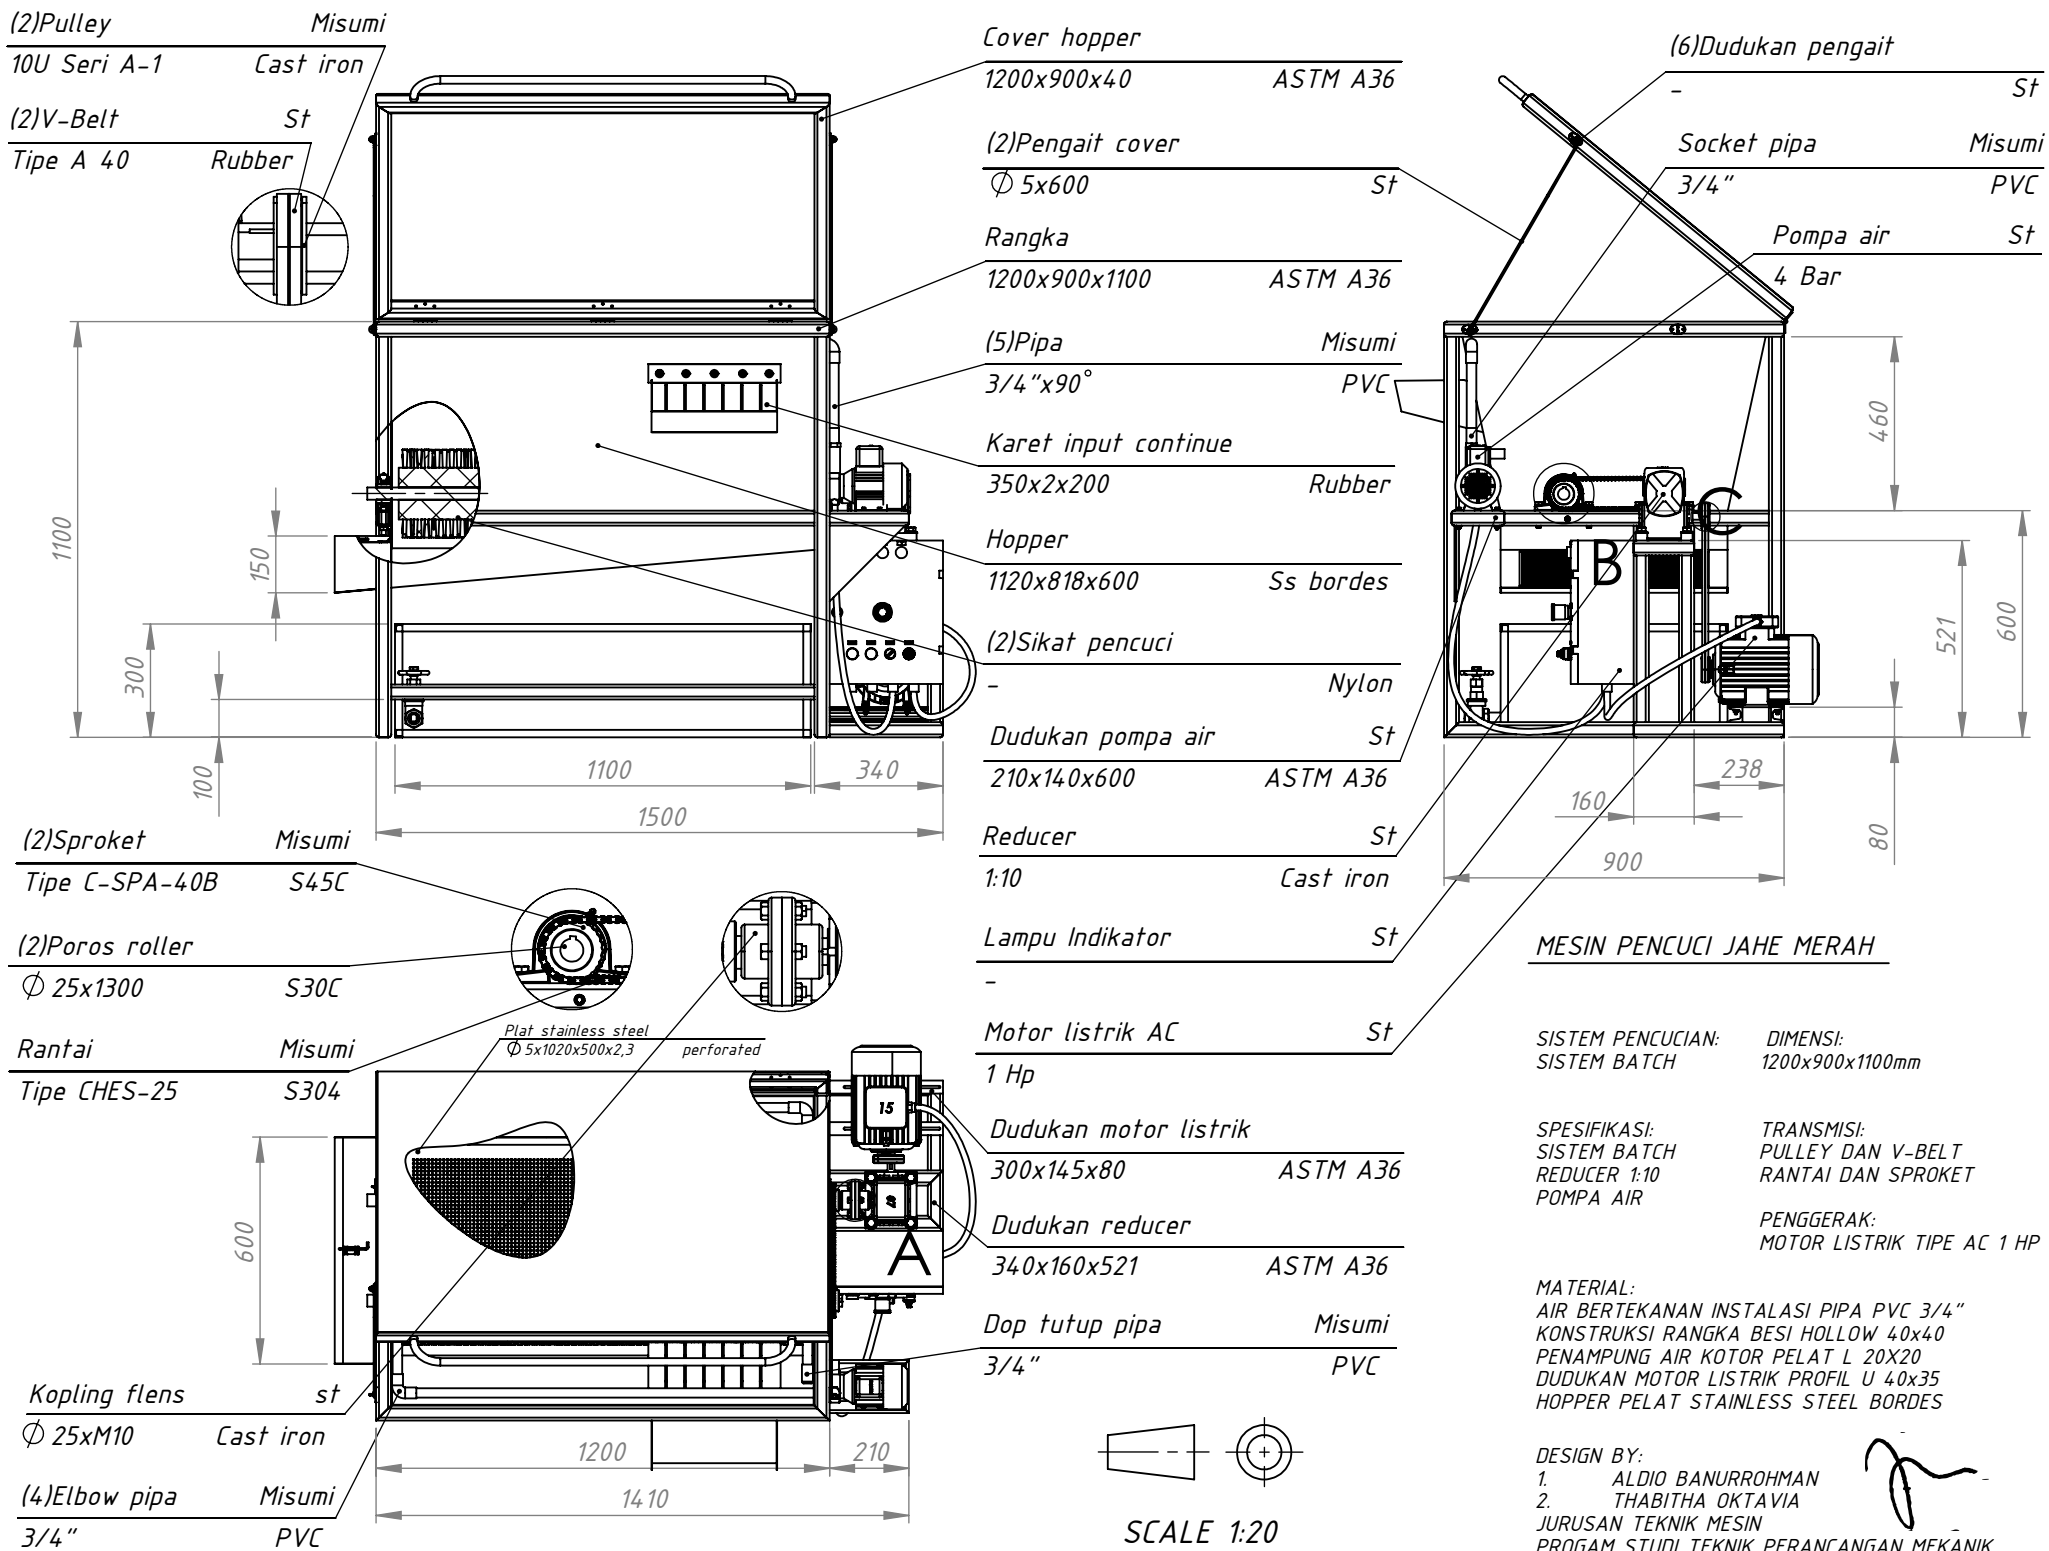 (2)Pulley Misumi
10U Seri A-1 Cast iron
(2)V-Belt St
Tipe A 40 Rubber
Cover hopper
1200x900x40 ASTM A36
(2)Pengait cover
∅ 5x600 St
Rangka
1200x900x1100 ASTM A36
(5)Pipa Misumi
3/4"x90° PVC
Karet input continue
350x2x200 Rubber
Hopper
1120x818x600 Ss bordes
(2)Sikat pencuci
- Nylon
Dudukan pompa air St
210x140x600 ASTM A36
Reducer St
1:10 Cast iron
Lampu Indikator St
-
Motor listrik AC St
1 Hp
Dudukan motor listrik
300x145x80 ASTM A36
Dudukan reducer
340x160x521 ASTM A36
Dop tutup pipa Misumi
3/4" PVC
(6)Dudukan pengait
- St
Socket pipa Misumi
3/4" PVC
Pompa air St
4 Bar
1100
150
300
100
1100
340
1500
460
521
600
238
160
80
900
B
C
(2)Sproket Misumi
Tipe C-SPA-40B S45C
(2)Poros roller
∅ 25x1300 S30C
Rantai Misumi
Tipe CHES-25 S304
Plat stainless steel
∅ 5x1020x500x2,3 perforated
15
A
600
1200
210
1410
Kopling flens st
∅ 25xM10 Cast iron
(4)Elbow pipa Misumi
3/4" PVC
SCALE 1:20
MESIN PENCUCI JAHE MERAH
SISTEM PENCUCIAN: DIMENSI:
SISTEM BATCH 1200x900x1100mm
SPESIFIKASI: TRANSMISI:
SISTEM BATCH PULLEY DAN V-BELT
REDUCER 1:10 RANTAI DAN SPROKET
POMPA AIR
PENGGERAK:
MOTOR LISTRIK TIPE AC 1 HP
MATERIAL:
AIR BERTEKANAN INSTALASI PIPA PVC 3/4"
KONSTRUKSI RANGKA BESI HOLLOW 40x40
PENAMPUNG AIR KOTOR PELAT L 20X20
DUDUKAN MOTOR LISTRIK PROFIL U 40x35
HOPPER PELAT STAINLESS STEEL BORDES
DESIGN BY:
1. ALDIO BANURROHMAN
2. THABITHA OKTAVIA
JURUSAN TEKNIK MESIN
PROGAM STUDI TEKNIK PERANCANGAN MEKANIK